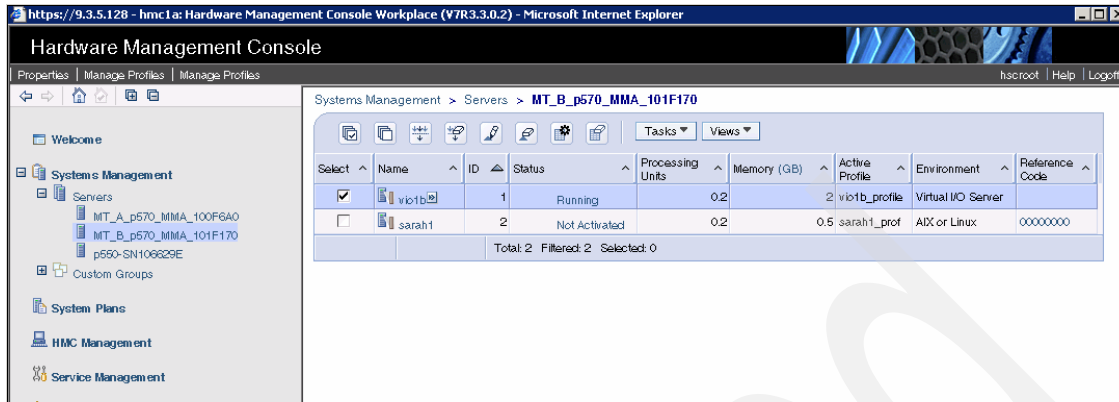 https://9.3.5.128 - hmc1a: Hardware Management Console Workplace (V7R3.3.0.2) - Microsoft Internet Explorer
Hardware Management Console
Properties | Manage Profiles | Manage Profiles
hscroot | Help | Logoff
Systems Management > Servers > MT_B_p570_MMA_101F170
Welcome
Systems Management
Servers
MT_A_p570_MMA_100F6A0
MT_B_p570_MMA_101F170
p550-SN106629E
Custom Groups
System Plans
HMC Management
Service Management
Tasks Views
Select Name ID Status Processing Units Memory (GB) Active Profile Environment Reference Code
vio1b 1 Running 0.2 2 vio1b_profile Virtual I/O Server
sarah1 2 Not Activated 0.2 0.5 sarah1_prof AIX or Linux 00000000
Total: 2 Filtered: 2 Selected: 0